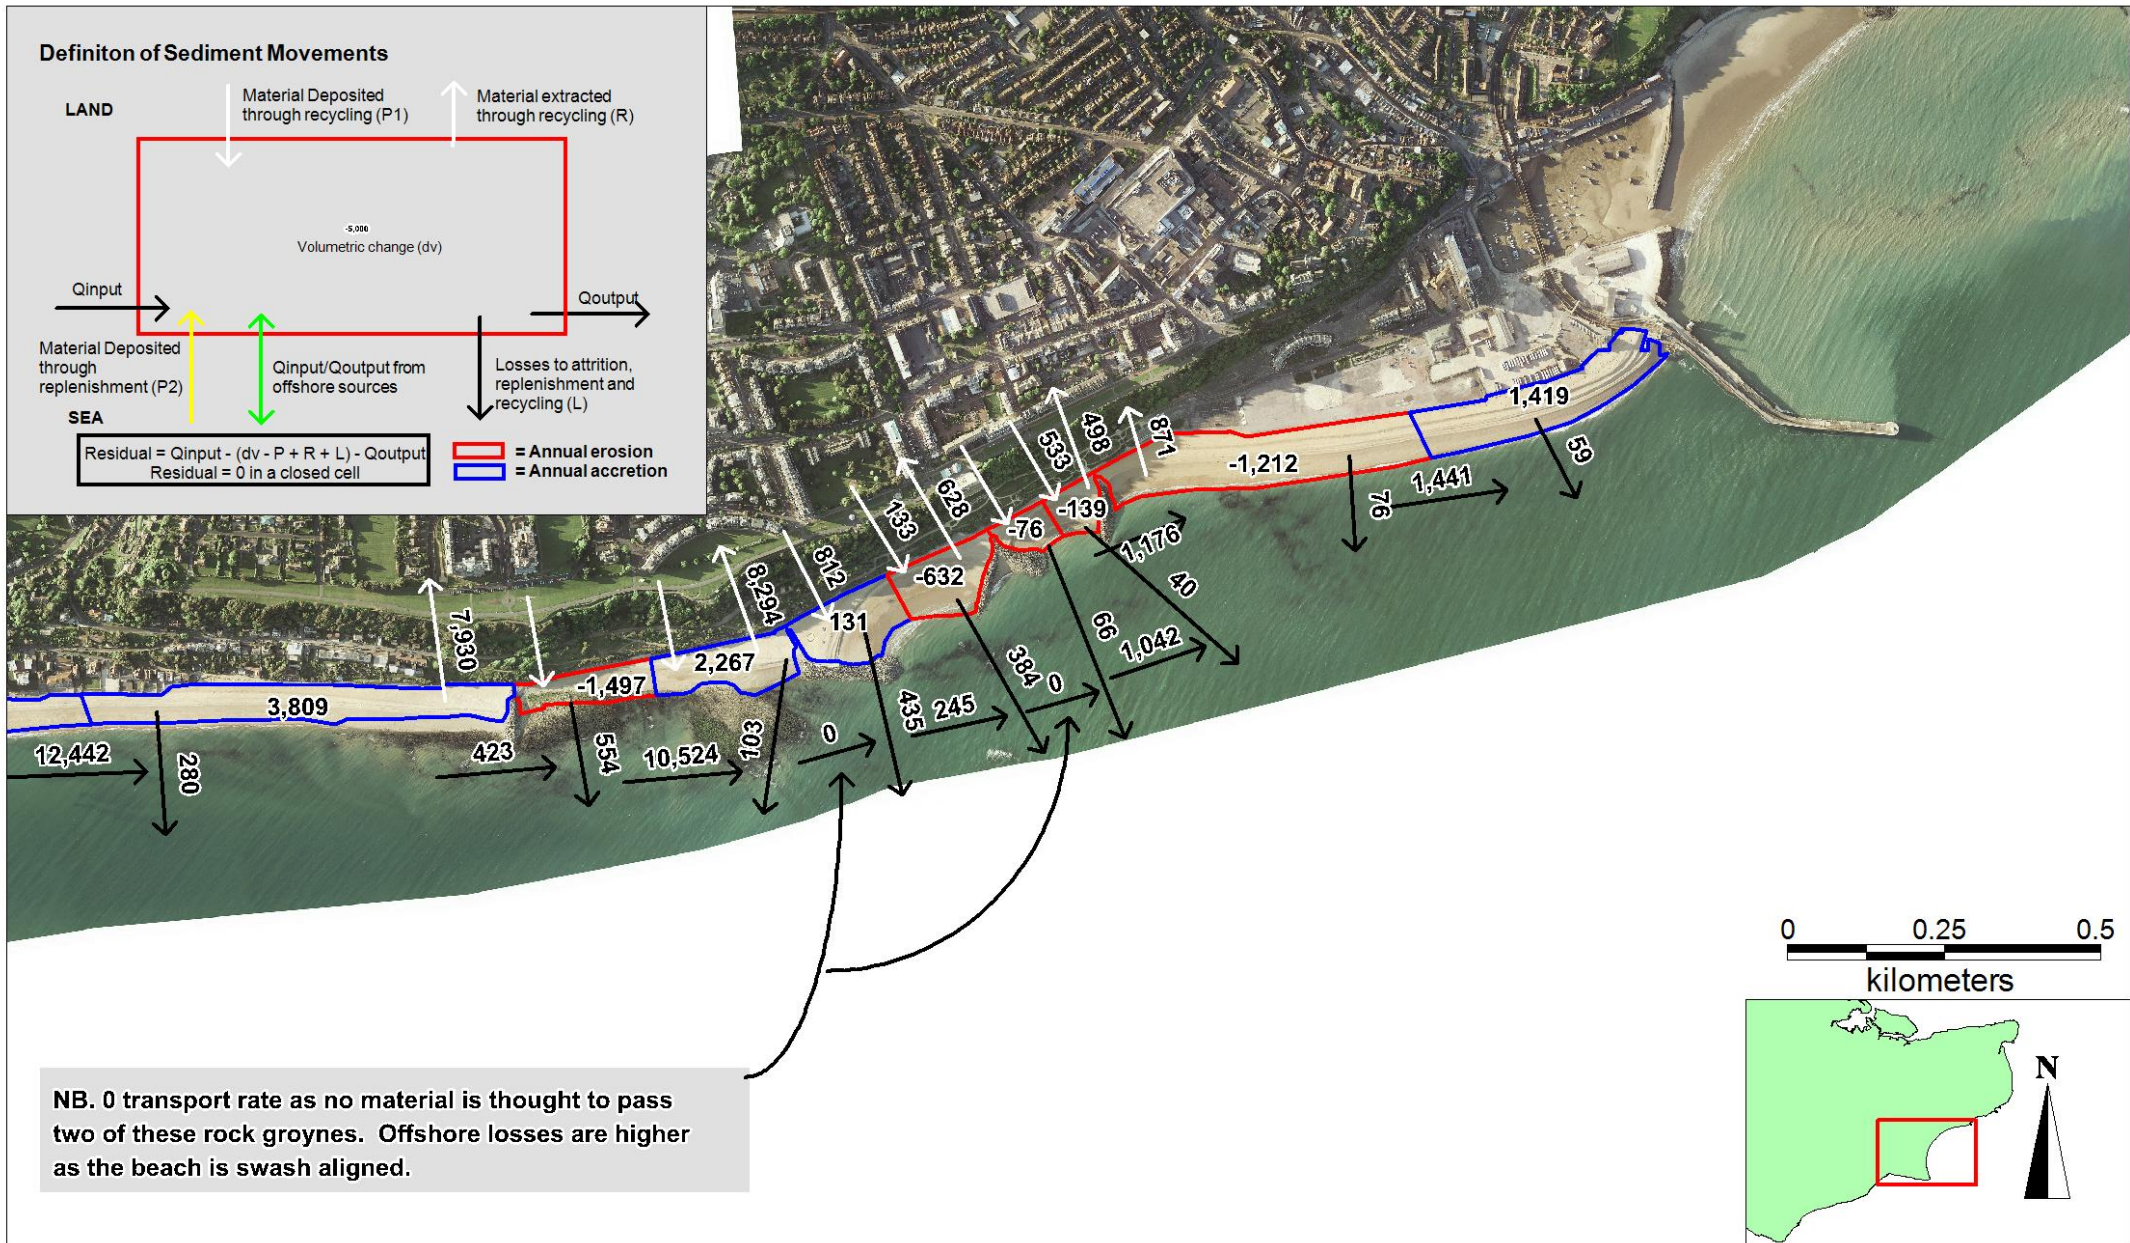 Definiton of Sediment Movements
LAND
Material Deposited
through recycling (P1)
Material extracted
through recycling (R)
-5,000
Volumetric change (dv)
Qinput
Qoutput
Material Deposited
through
replenishment (P2)
Qinput/Qoutput from
offshore sources
Losses to attrition,
replenishment and
recycling (L)
SEA
Residual = Qinput - (dv - P + R + L) - Qoutput
Residual = 0 in a closed cell
= Annual erosion
= Annual accretion
12,442
3,809
280
7,930
423
-1,497
554
10,524
2,267
8,294
103
0
812
131
435
245
133
628
-632
384
0
-76
66
533
498
-139
1,042
40
1,176
871
-1,212
76
1,441
1,419
59
NB. 0 transport rate as no material is thought to pass
two of these rock groynes. Offshore losses are higher
as the beach is swash aligned.
0 0.25 0.5
kilometers
N